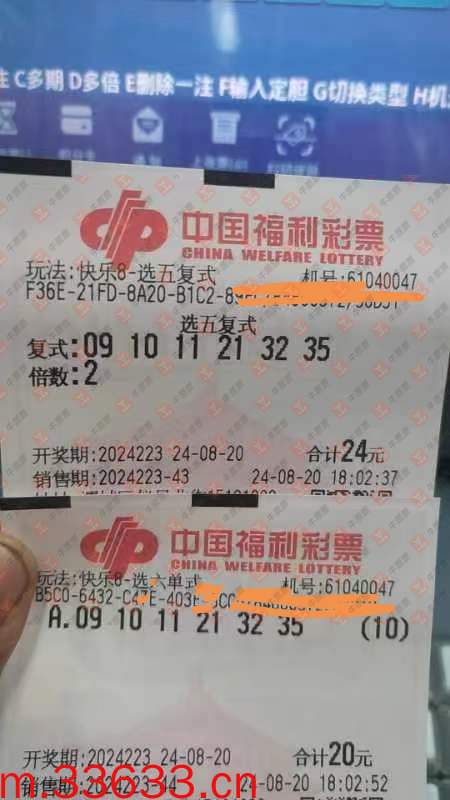 注 C多期 D多倍 E删除一注 F输入定胆 G切换类型 H机
中国福利彩票
CHINA WELFARE LOTTERY
玩法:快乐8-选五复式 机号:61040047
F36E-21FD-8A20-B1C2-
选五复式
复式:09 10 11 21 32 35
倍数:2
开奖期:2024223 24-08-20 合计24元
销售期:2024223-43 24-08-20 18:02:37
中国福利彩票
CHINA WELFARE LOTTERY
玩法:快乐8-选六单式 机号:61040047
B5C0-6432-C47E-403E-
A.09 10 11 21 32 35 (10)
开奖期:2024223 24-08-20 合计20元
销售期:2024223-44 24-08-20 18:02:52
m.33633.cn